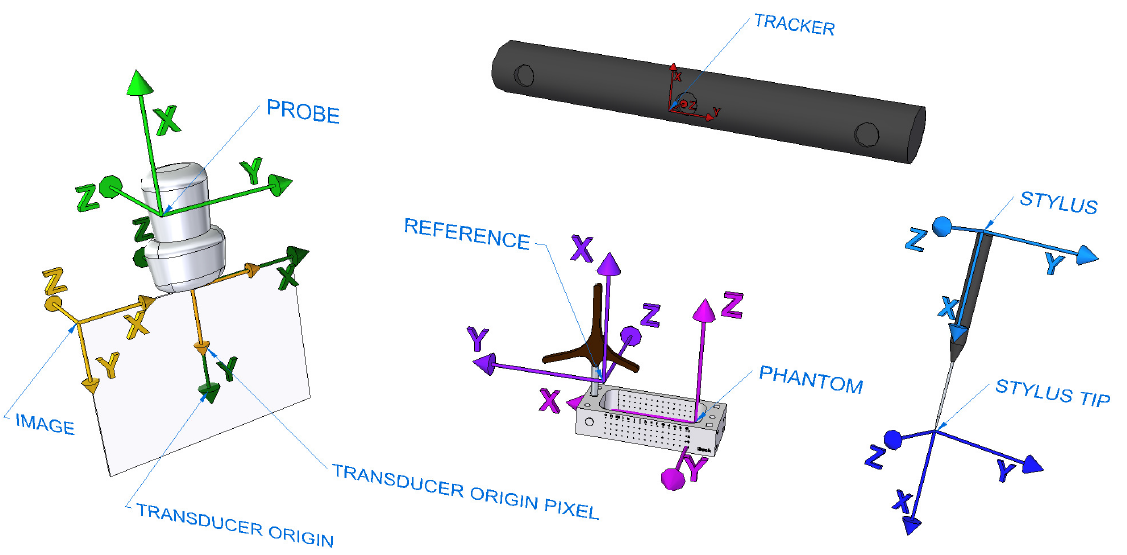 TRACKER
X
Z
Y
X
PROBE
Y
Z
Z
STYLUS
Z
Y
X
REFERENCE
X
Z
Y
Z
X
PHANTOM
Y
Z
X
Y
IMAGE
X
Y
TRANSDUCER ORIGIN PIXEL
TRANSDUCER ORIGIN
STYLUS TIP
Z
Y
X